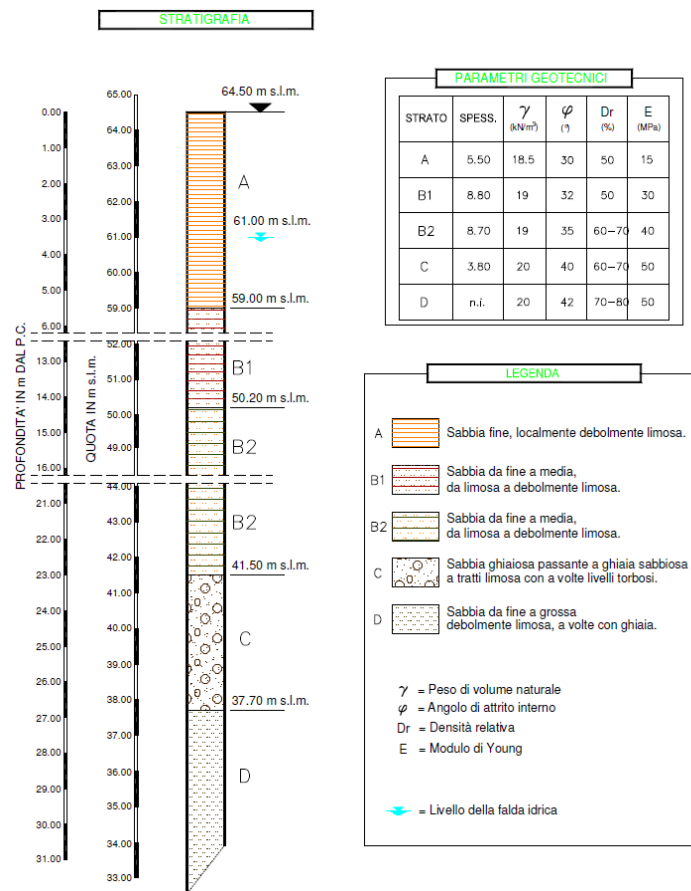 STRATIGRAFIA
64.50 m s.l.m.
PROFONDITA' IN m DAL P.C.
0.00
1.00
2.00
3.00
4.00
5.00
6.00
13.00
14.00
15.00
16.00
21.00
22.00
23.00
24.00
25.00
26.00
27.00
28.00
29.00
30.00
31.00
QUOTA IN m s.l.m.
65.00
64.00
63.00
62.00
61.00
60.00
59.00
52.00
51.00
50.00
49.00
44.00
43.00
42.00
41.00
40.00
39.00
38.00
37.00
36.00
35.00
34.00
33.00
A
61.00 m s.l.m.
59.00 m s.l.m.
B1
50.20 m s.l.m.
B2
B2
41.50 m s.l.m.
C
37.70 m s.l.m.
D
PARAMETRI GEOTECNICI
STRATO SPESS. γ (kN/m³) φ (°) Dr (%) E (MPa)
A 5.50 18.5 30 50 15
B1 8.80 19 32 50 30
B2 8.70 19 35 60-70 40
C 3.80 20 40 60-70 50
D n.i. 20 42 70-80 50
LEGENDA
A Sabbia fine, localmente debolmente limosa.
B1 Sabbia da fine a media,
da limosa a debolmente limosa.
B2 Sabbia da fine a media,
da limosa a debolmente limosa.
C Sabbia ghiaiosa passante a ghiaia sabbiosa
a tratti limosa con a volte livelli torbosi.
D Sabbia da fine a grossa
debolmente limosa, a volte con ghiaia.
γ = Peso di volume naturale
φ = Angolo di attrito interno
Dr = Densità relativa
E = Modulo di Young
= Livello della falda idrica